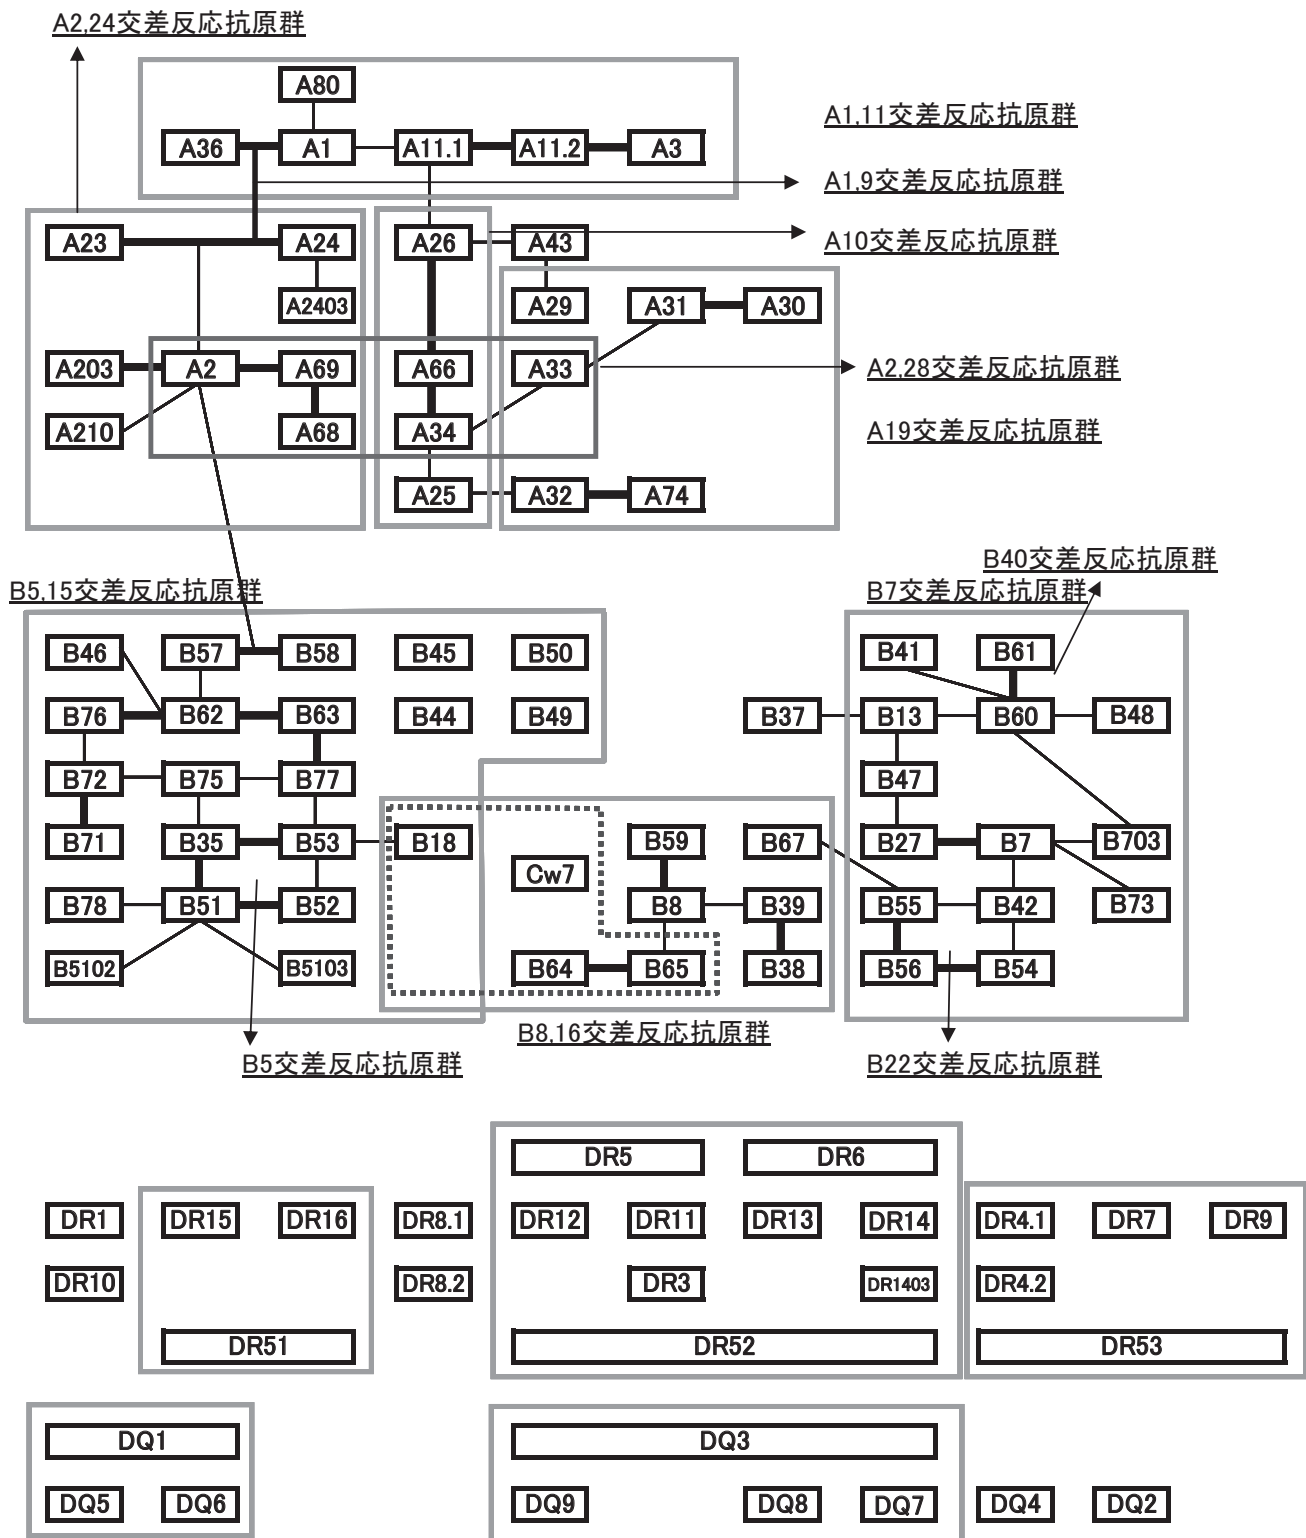 A2,24交差反応抗原群
A80
A1,11交差反応抗原群
A36 A1 A11.1 A11.2 A3
A1,9交差反応抗原群
A23 A24 A26 A43
A10交差反応抗原群
A2403 A29 A31 A30
A203 A2 A69 A66 A33
A2,28交差反応抗原群
A210 A68 A34
A19交差反応抗原群
A25 A32 A74
B40交差反応抗原群
B5,15交差反応抗原群 B7交差反応抗原群
B46 B57 B58 B45 B50 B41 B61
B76 B62 B63 B44 B49 B37 B13 B60 B48
B72 B75 B77 B47
B71 B35 B53 B18 B59 B67 B27 B7 B703
Cw7
B78 B51 B52 B8 B39 B55 B42 B73
B5102 B5103 B64 B65 B38 B56 B54
B8,16交差反応抗原群
B5交差反応抗原群 B22交差反応抗原群
DR5 DR6
DR1 DR15 DR16 DR8.1 DR12 DR11 DR13 DR14 DR4.1 DR7 DR9
DR10 DR8.2 DR3 DR1403 DR4.2
DR51 DR52 DR53
DQ1 DQ3
DQ5 DQ6 DQ9 DQ8 DQ7 DQ4 DQ2